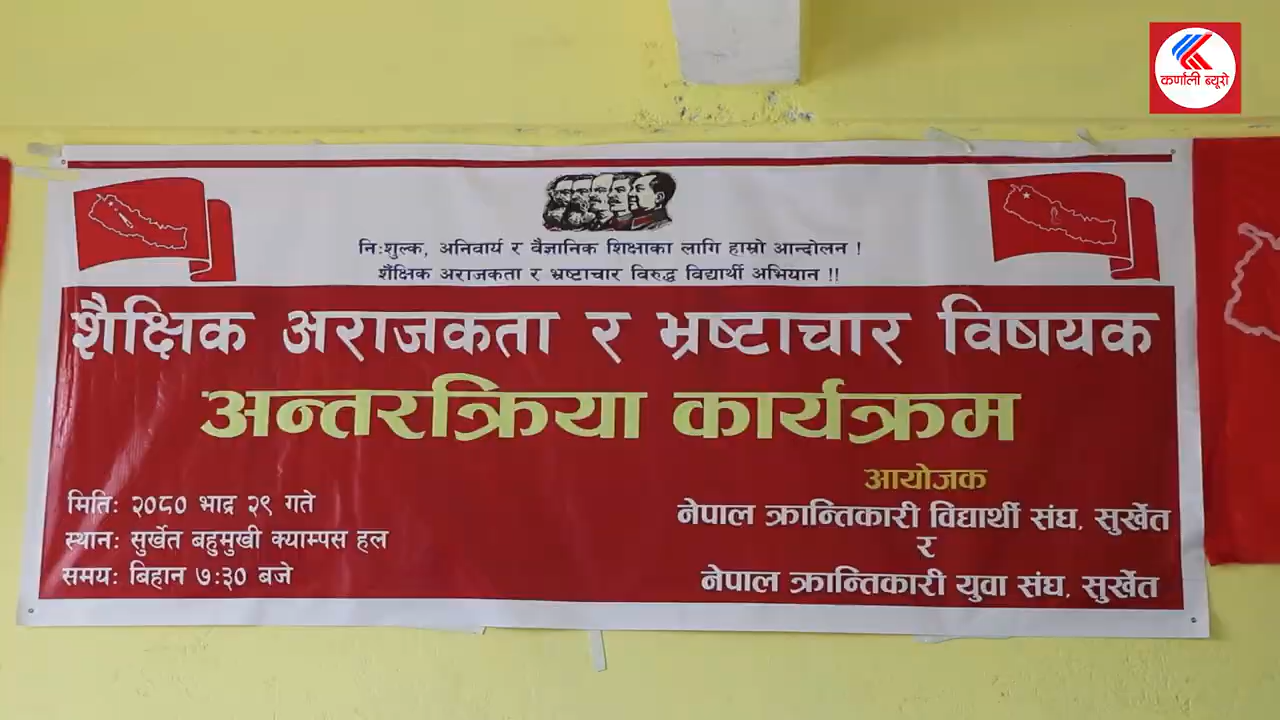 कर्णाली ब्यूरो
नि:शुल्क, अनिवार्य र वैज्ञानिक शिक्षाका लागि हाम्रो आन्दोलन !
शैक्षिक अराजकता र भ्रष्टाचार विरुद्ध विद्यार्थी अभियान !!
शैक्षिक अराजकता र भ्रष्टाचार विषयक
अन्तरक्रिया कार्यक्रम
मिति: २०८० भाद्र २९ गते
स्थान: सुर्खेत बहुमुखी क्याम्पस हल
समय: बिहान ७:३० बजे
आयोजक
नेपाल क्रान्तिकारी विद्यार्थी संघ, सुर्खेत
र
नेपाल क्रान्तिकारी युवा संघ, सुर्खेत